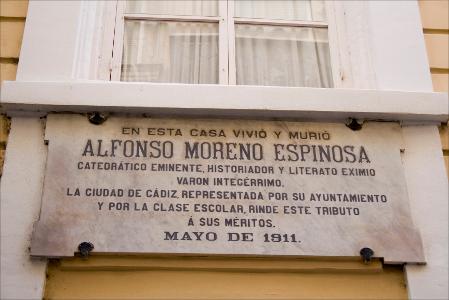 EN ESTA CASA VIVIÓ Y MURIÓ
ALFONSO MORENO ESPINOSA
CATEDRÁTICO EMINENTE, HISTORIADOR Y LITERATO EXIMIO
VARON INTEGÉRRIMO.
LA CIUDAD DE CÁDIZ, REPRESENTADA POR SU AYUNTAMIENTO
Y POR LA CLASE ESCOLAR, RINDE ESTE TRIBUTO
Á SUS MÉRITOS.
MAYO DE 1911.